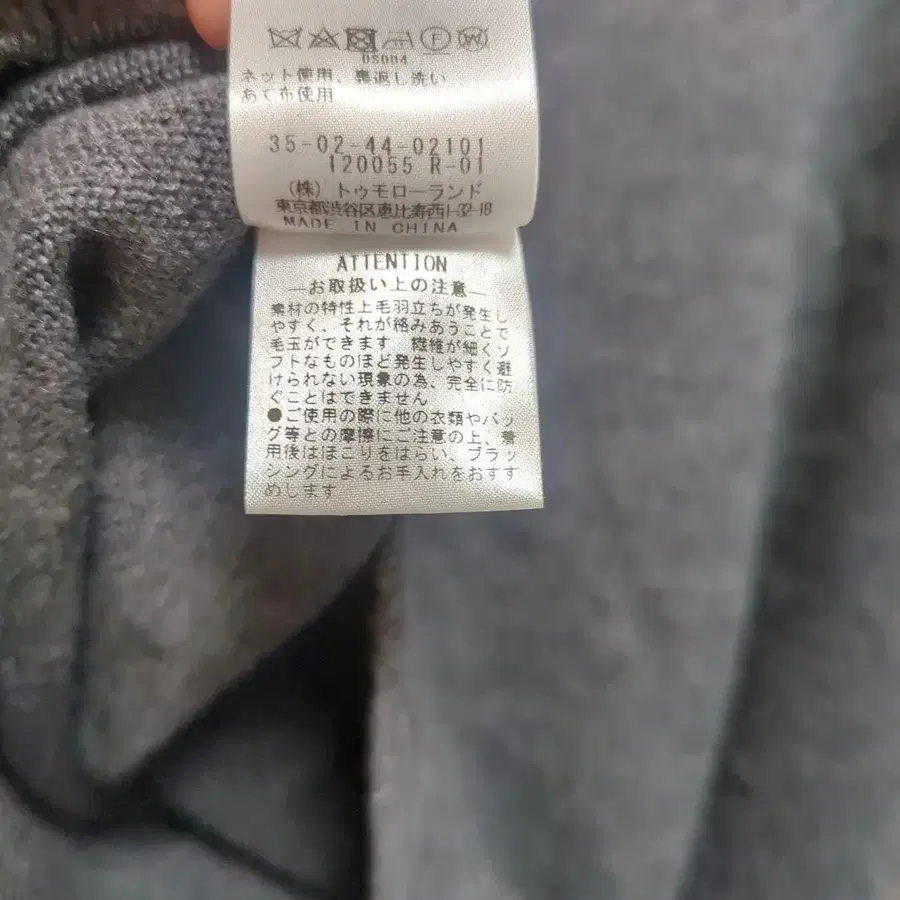 DS004
ネット使用、裏返し洗い
あて布使用
35-02-44-02101
120055 R-01
(株) トゥモローランド
東京都渋谷区恵比寿西1-32-18
MADE IN CHINA
ATTENTION
―お取扱い上の注意―
素材の特性上毛羽立ちが発生し
やすく、それが絡みあうことで
毛玉ができます 繊維が細くソ
フトなものほど発生しやすく避
けられない現象の為、完全に防
ぐことはできません
●ご使用の際に他の衣類やバッ
グ等との摩擦にご注意の上、着
用後はほこりをはらい、ブラッ
シングによるお手入れをおすす
めします